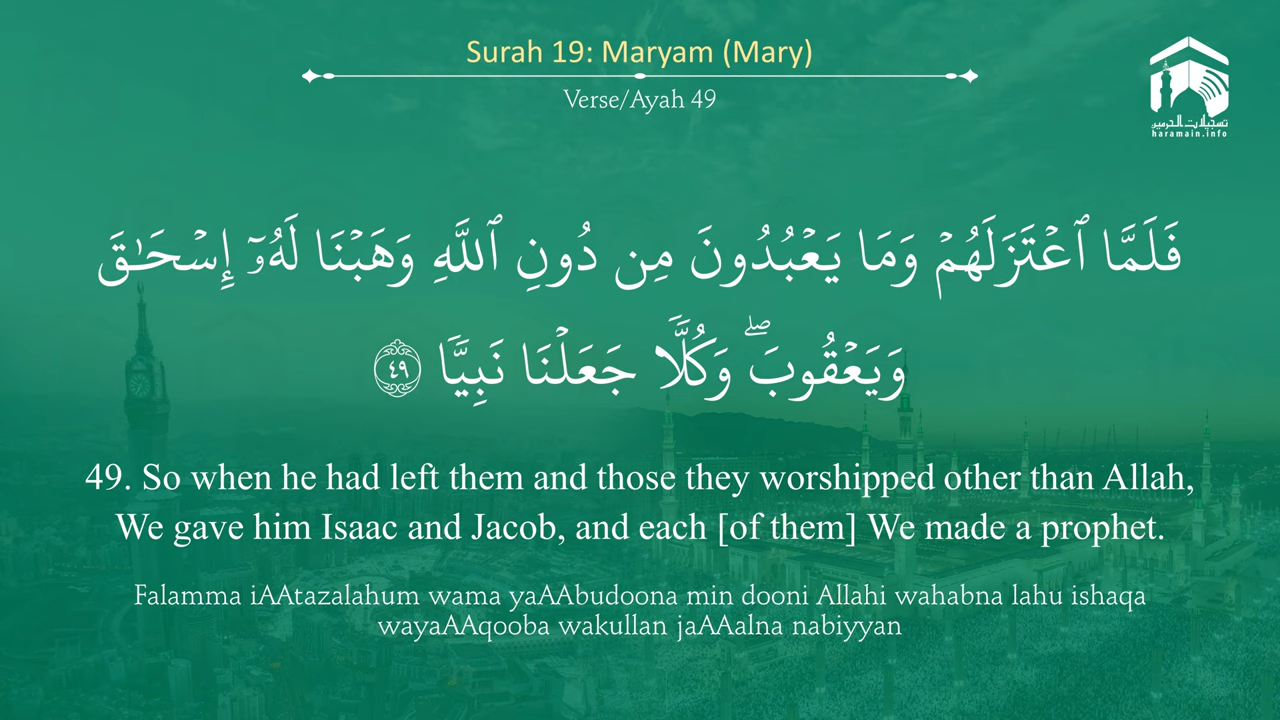 Surah 19: Maryam (Mary)
Verse/Ayah 49
تسجيلات الحرمين
haramain.info
فَلَمَّا ٱعْتَزَلَهُمْ وَمَا يَعْبُدُونَ مِن دُونِ ٱللَّهِ وَهَبْنَا لَهُۥٓ إِسْحَـٰقَ
وَيَعْقُوبَ ۖ وَكُلًّا جَعَلْنَا نَبِيًّا ٤٩
49. So when he had left them and those they worshipped other than Allah,
We gave him Isaac and Jacob, and each [of them] We made a prophet.
Falamma iAAtazalahum wama yaAAbudoona min dooni Allahi wahabna lahu ishaqa
wayaAAqooba wakullan jaAAalna nabiyyan